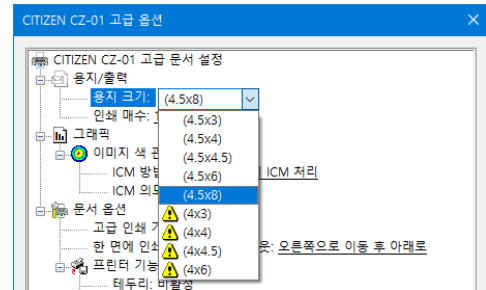 CITIZEN CZ-01 고급 옵션
CITIZEN CZ-01 고급 문서 설정
용지/출력
용지 크기: (4.5x8)
인쇄 매수:
(4.5x3)
그래픽
(4.5x4)
이미지 색
(4.5x4.5)
ICM
(4.5x6)
ICM 처리
ICM
(4.5x8)
문서 옵션
(4x3)
고급 인쇄
(4x4)
한 면에
(4x4.5)
오른쪽으로 이동 후 아래로
프린터 기능
(4x6)
테두리: 비활성